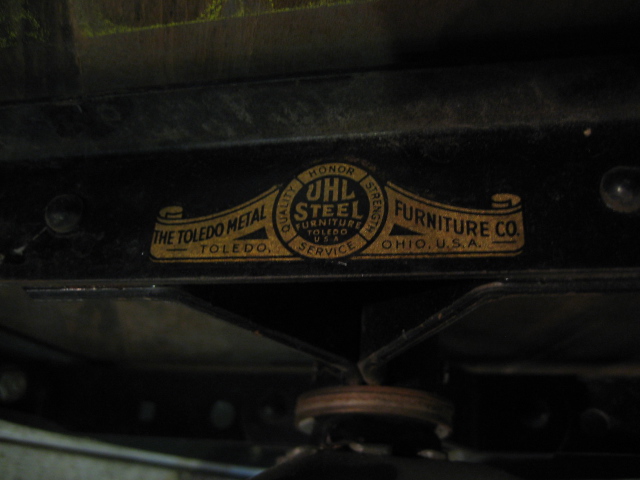 THE TOLEDO METAL FURNITURE CO.
TOLEDO, OHIO, U.S.A.
HONOR
QUALITY
STRENGTH
SERVICE
UHL
STEEL
FURNITURE
TOLEDO
U.S.A.